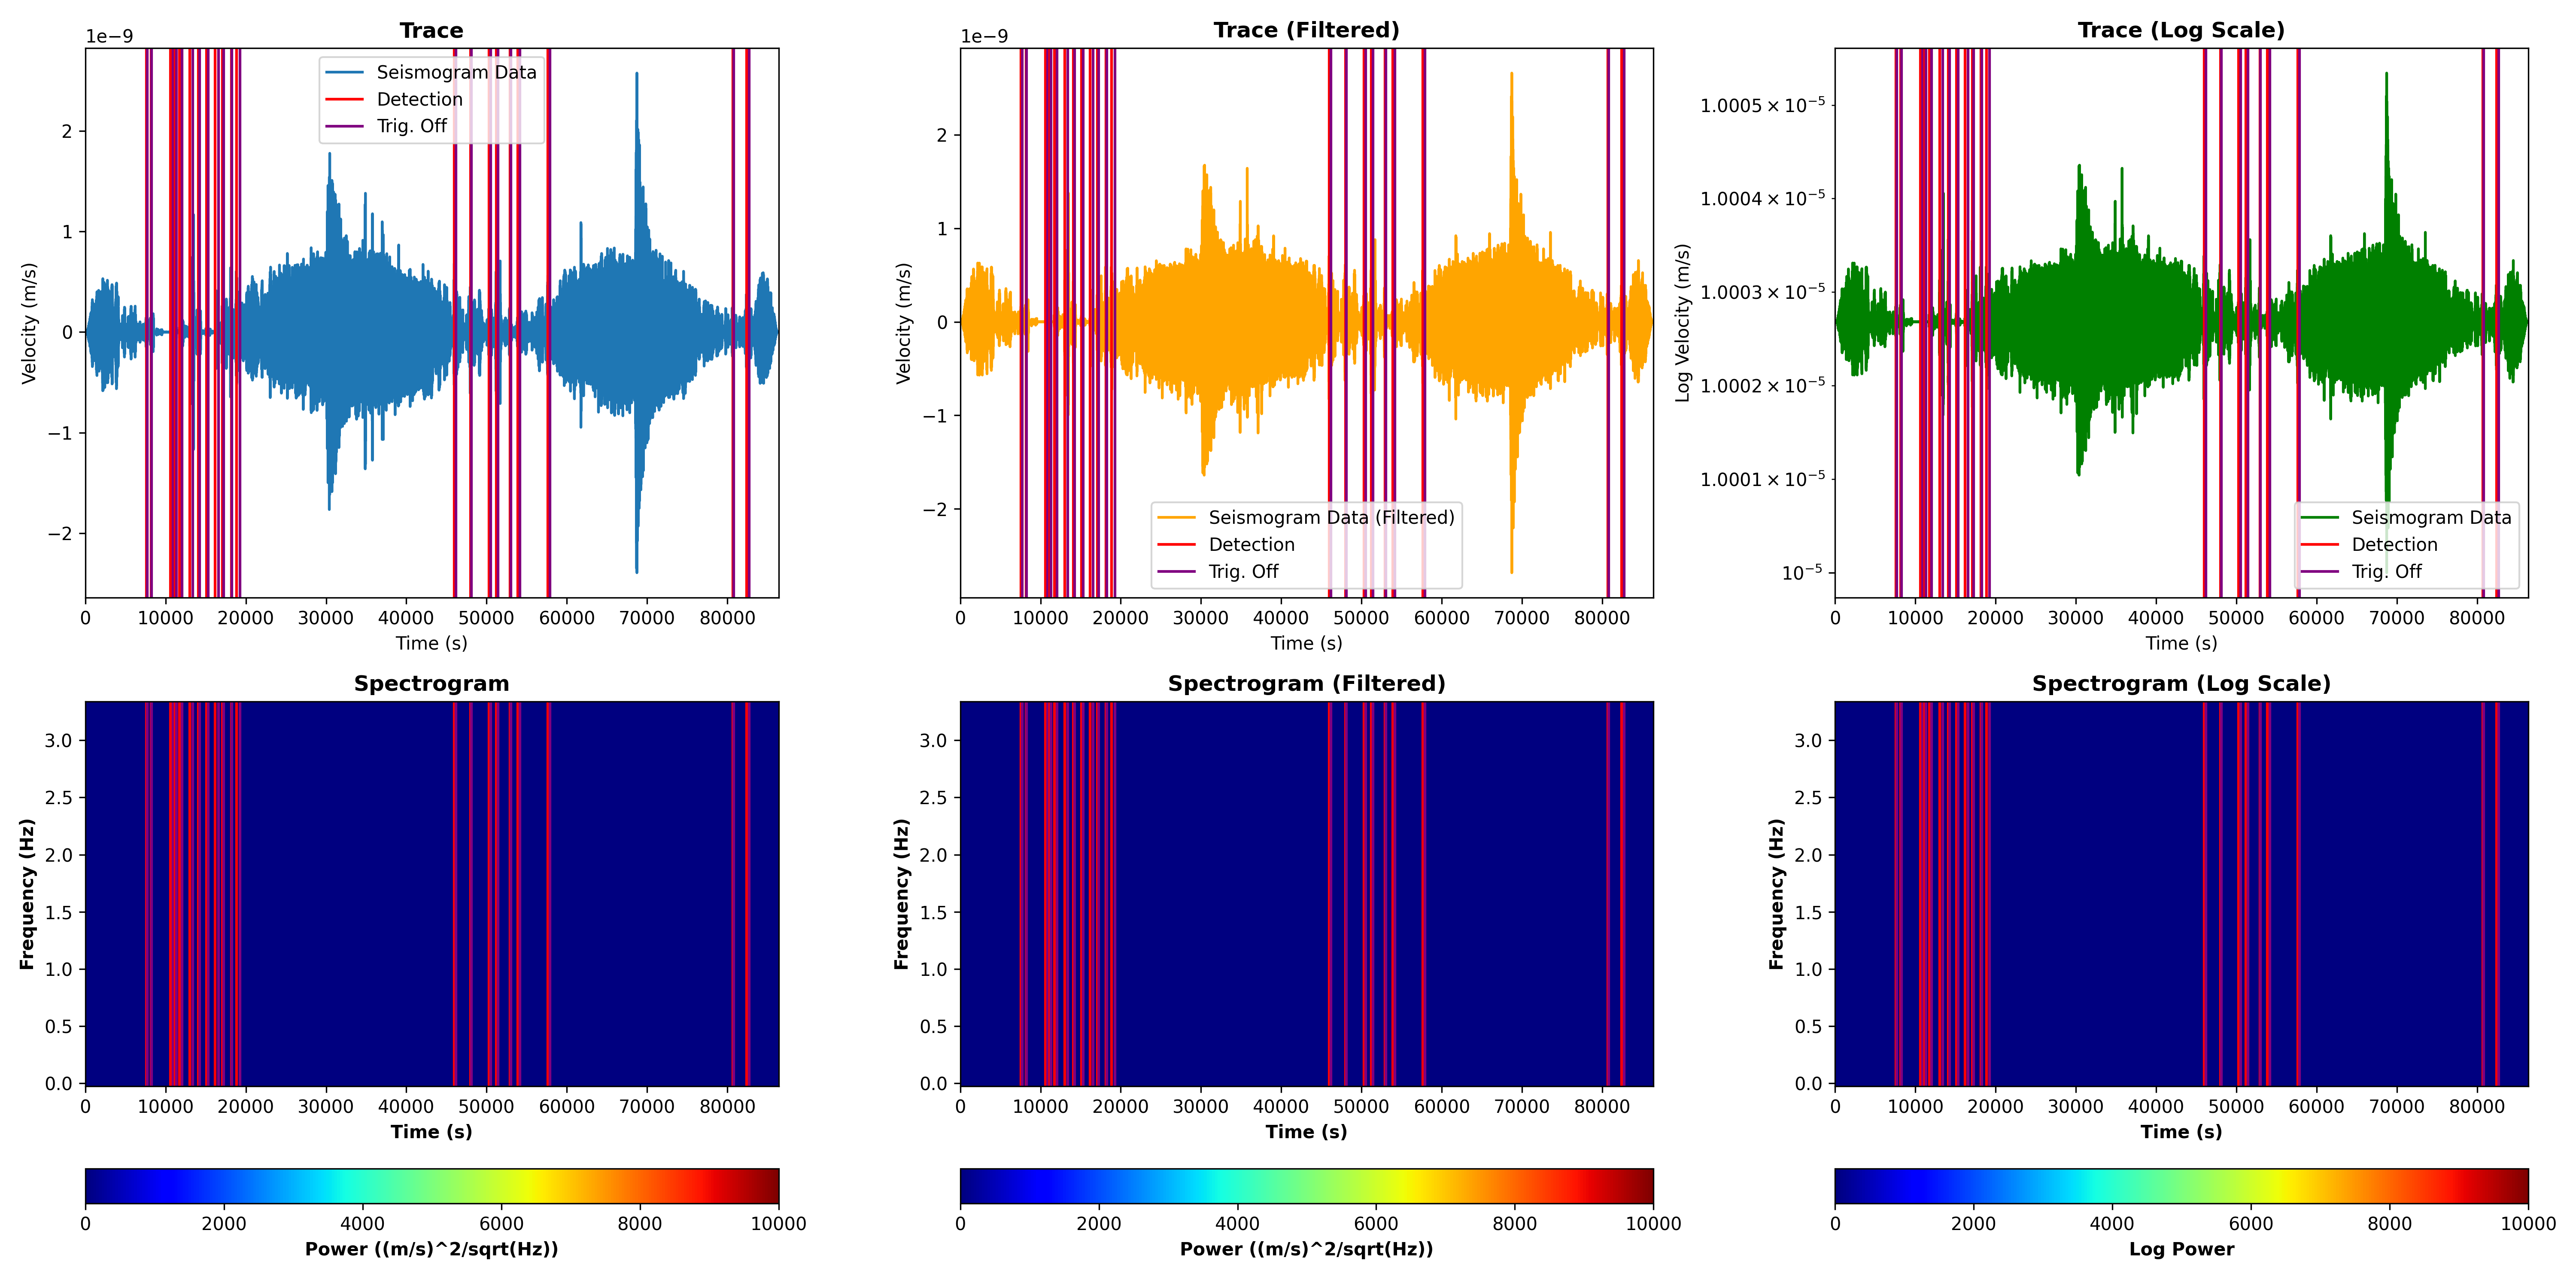 Trace
1e−9
Velocity (m/s)
2
1
0
−1
−2
Seismogram Data
Detection
Trig. Off
0 10000 20000 30000 40000 50000 60000 70000 80000
Time (s)
Trace (Filtered)
1e−9
Velocity (m/s)
2
1
0
−1
−2
Seismogram Data (Filtered)
Detection
Trig. Off
0 10000 20000 30000 40000 50000 60000 70000 80000
Time (s)
Trace (Log Scale)
Log Velocity (m/s)
1.0005 × 10⁻⁵
1.0004 × 10⁻⁵
1.0003 × 10⁻⁵
1.0002 × 10⁻⁵
1.0001 × 10⁻⁵
10⁻⁵
Seismogram Data
Detection
Trig. Off
0 10000 20000 30000 40000 50000 60000 70000 80000
Time (s)
Spectrogram
Frequency (Hz)
3.0
2.5
2.0
1.5
1.0
0.5
0.0
0 10000 20000 30000 40000 50000 60000 70000 80000
Time (s)
0 2000 4000 6000 8000 10000
Power ((m/s)^2/sqrt(Hz))
Spectrogram (Filtered)
Frequency (Hz)
3.0
2.5
2.0
1.5
1.0
0.5
0.0
0 10000 20000 30000 40000 50000 60000 70000 80000
Time (s)
0 2000 4000 6000 8000 10000
Power ((m/s)^2/sqrt(Hz))
Spectrogram (Log Scale)
Frequency (Hz)
3.0
2.5
2.0
1.5
1.0
0.5
0.0
0 10000 20000 30000 40000 50000 60000 70000 80000
Time (s)
0 2000 4000 6000 8000 10000
Log Power